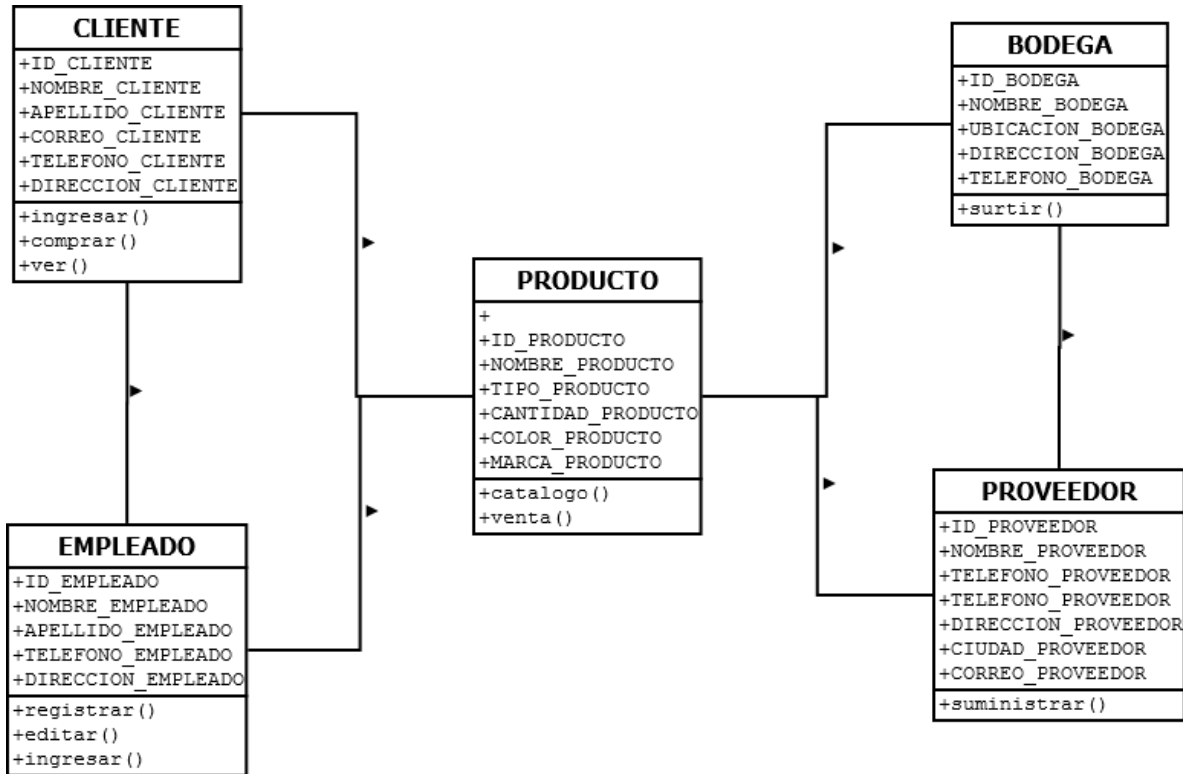 CLIENTE
+ID_CLIENTE
+NOMBRE_CLIENTE
+APELLIDO_CLIENTE
+CORREO_CLIENTE
+TELEFONO_CLIENTE
+DIRECCION_CLIENTE
+ingresar()
+comprar()
+ver()
BODEGA
+ID_BODEGA
+NOMBRE_BODEGA
+UBICACION_BODEGA
+DIRECCION_BODEGA
+TELEFONO_BODEGA
+surtir()
PRODUCTO
+
+ID_PRODUCTO
+NOMBRE_PRODUCTO
+TIPO_PRODUCTO
+CANTIDAD_PRODUCTO
+COLOR_PRODUCTO
+MARCA_PRODUCTO
+catalogo()
+venta()
EMPLEADO
+ID_EMPLEADO
+NOMBRE_EMPLEADO
+APELLIDO_EMPLEADO
+TELEFONO_EMPLEADO
+DIRECCION_EMPLEADO
+registrar()
+editar()
+ingresar()
PROVEEDOR
+ID_PROVEEDOR
+NOMBRE_PROVEEDOR
+TELEFONO_PROVEEDOR
+TELEFONO_PROVEEDOR
+DIRECCION_PROVEEDOR
+CIUDAD_PROVEEDOR
+CORREO_PROVEEDOR
+suministrar()